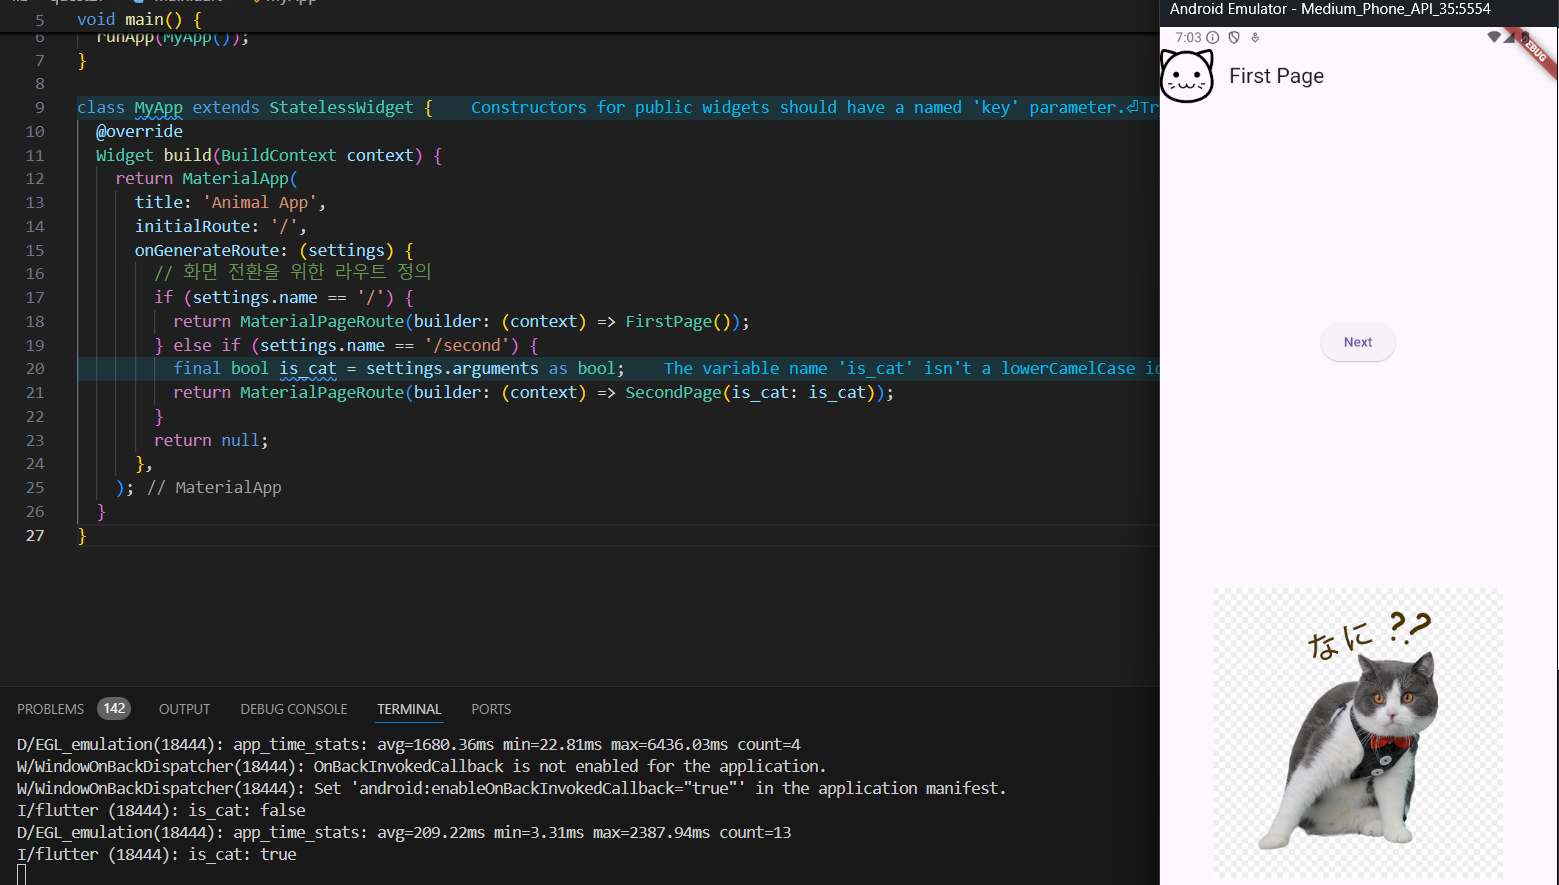 main.dart
MyApp
5 void main() {
6 runApp(MyApp());
7 }
8
9 class MyApp extends StatelessWidget { Constructors for public widgets should have a named 'key' parameter.⏎Tr
10 @override
11 Widget build(BuildContext context) {
12 return MaterialApp(
13 title: 'Animal App',
14 initialRoute: '/',
15 onGenerateRoute: (settings) {
16 // 화면 전환을 위한 라우트 정의
17 if (settings.name == '/') {
18 return MaterialPageRoute(builder: (context) => FirstPage());
19 } else if (settings.name == '/second') {
20 final bool is_cat = settings.arguments as bool; The variable name 'is_cat' isn't a lowerCamelCase id
21 return MaterialPageRoute(builder: (context) => SecondPage(is_cat: is_cat));
22 }
23 return null;
24 },
25 ); // MaterialApp
26 }
27 }
PROBLEMS 142 OUTPUT DEBUG CONSOLE TERMINAL PORTS
D/EGL_emulation(18444): app_time_stats: avg=1680.36ms min=22.81ms max=6436.03ms count=4
W/WindowOnBackDispatcher(18444): OnBackInvokedCallback is not enabled for the application.
W/WindowOnBackDispatcher(18444): Set 'android:enableOnBackInvokedCallback="true"' in the application manifest.
I/flutter (18444): is_cat: false
D/EGL_emulation(18444): app_time_stats: avg=209.22ms min=3.31ms max=2387.94ms count=13
I/flutter (18444): is_cat: true
Android Emulator - Medium_Phone_API_35:5554
7:03
DEBUG
First Page
Next
なに??